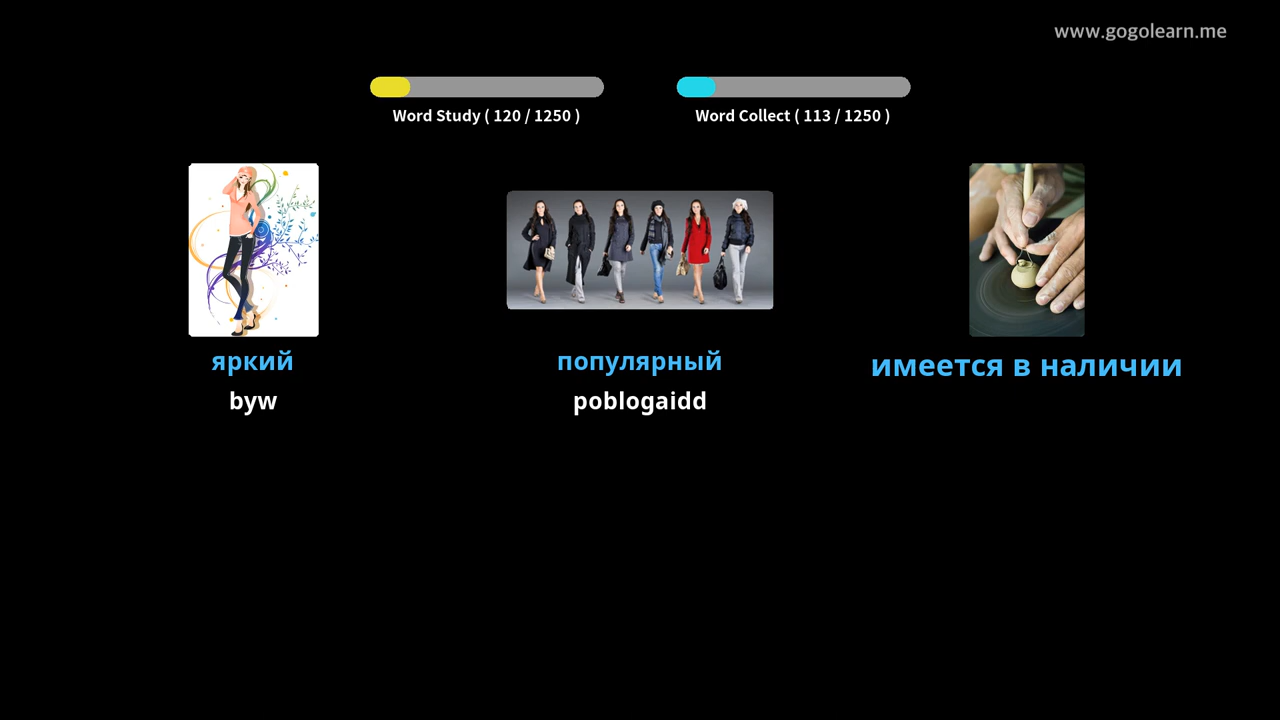 www.gogolearn.me
Word Study ( 120 / 1250 )
Word Collect ( 113 / 1250 )
яркий
byw
популярный
poblogaidd
имеется в наличии